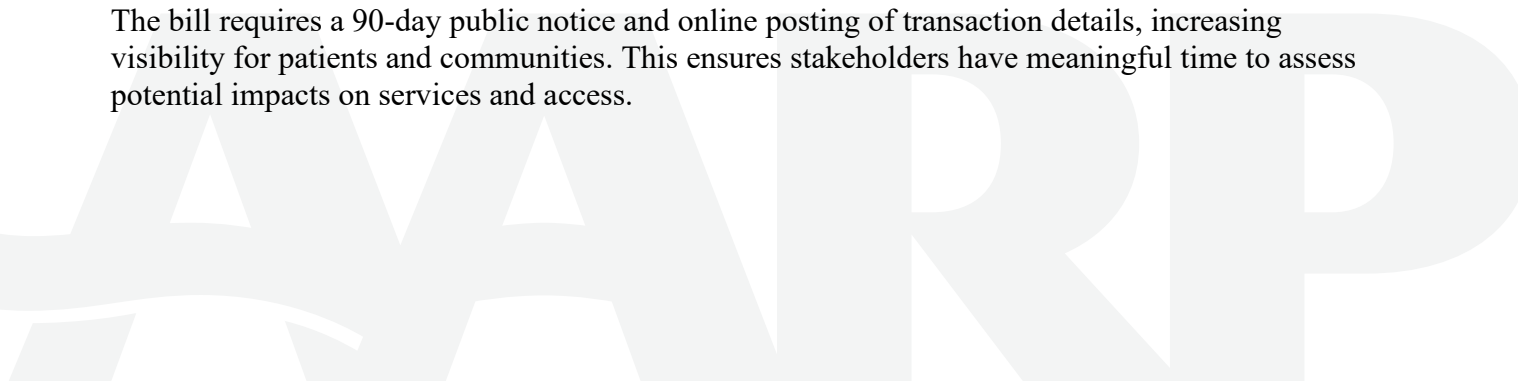 The bill requires a 90-day public notice and online posting of transaction details, increasing
visibility for patients and communities. This ensures stakeholders have meaningful time to assess
potential impacts on services and access.
AARP